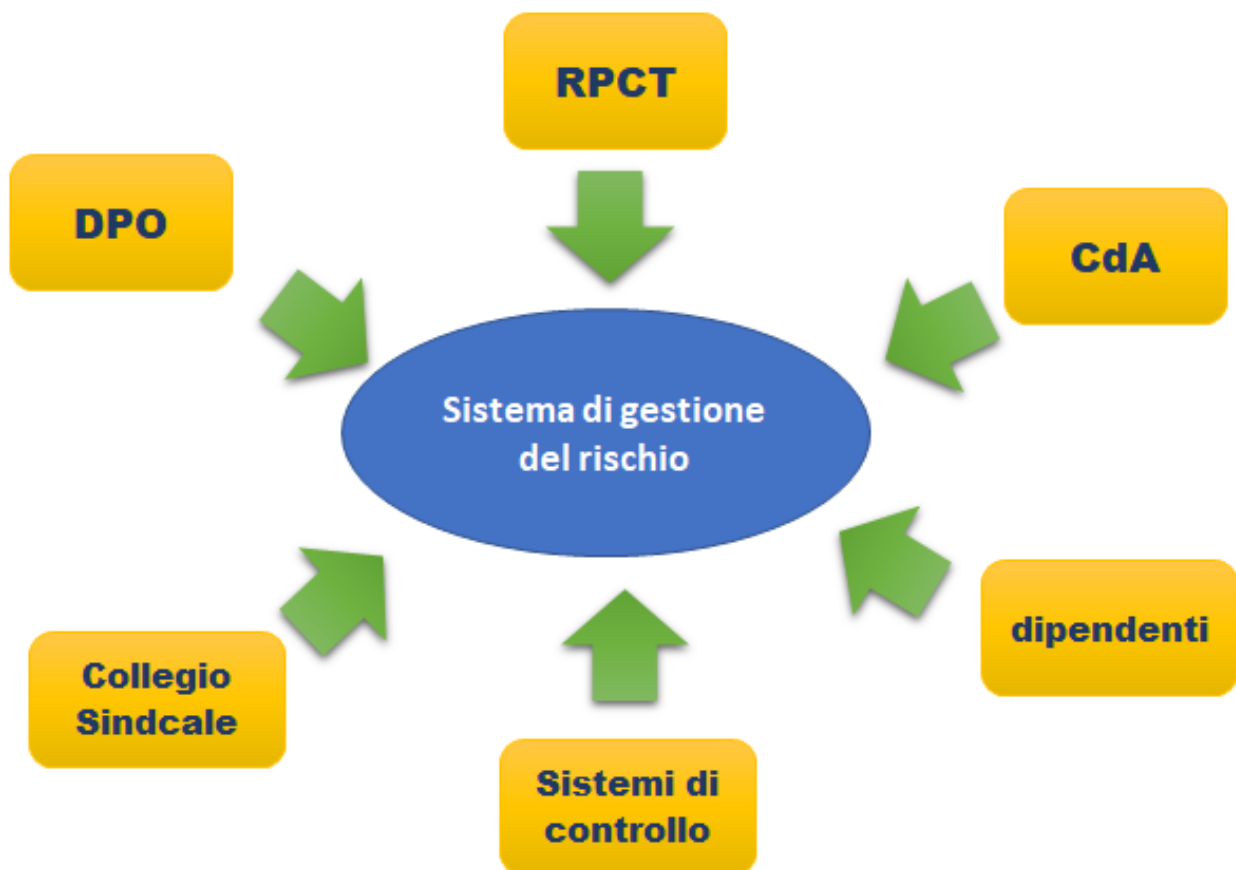 RPCT
DPO
CdA
Sistema di gestione
del rischio
dipendenti
Collegio
Sindcale
Sistemi di
controllo